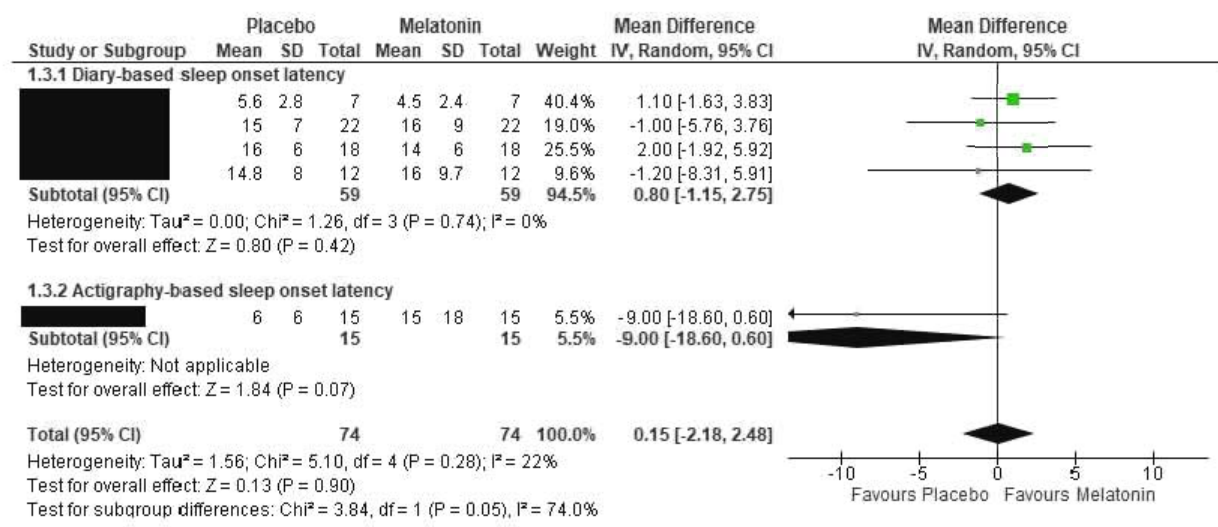 Placebo Melatonin Mean Difference Mean Difference
Study or Subgroup Mean SD Total Mean SD Total Weight IV, Random, 95% CI IV, Random, 95% CI
1.3.1 Diary-based sleep onset latency
5.6 2.8 7 4.5 2.4 7 40.4% 1.10 [-1.63, 3.83]
15 7 22 16 9 22 19.0% -1.00 [-5.76, 3.76]
16 6 18 14 6 18 25.5% 2.00 [-1.92, 5.92]
14.8 8 12 16 9.7 12 9.6% -1.20 [-8.31, 5.91]
Subtotal (95% CI) 59 59 94.5% 0.80 [-1.15, 2.75]
Heterogeneity: Tau² = 0.00; Chi² = 1.26, df = 3 (P = 0.74); I² = 0%
Test for overall effect: Z = 0.80 (P = 0.42)
1.3.2 Actigraphy-based sleep onset latency
6 6 15 15 18 15 5.5% -9.00 [-18.60, 0.60]
Subtotal (95% CI) 15 15 5.5% -9.00 [-18.60, 0.60]
Heterogeneity: Not applicable
Test for overall effect: Z = 1.84 (P = 0.07)
Total (95% CI) 74 74 100.0% 0.15 [-2.18, 2.48]
Heterogeneity: Tau² = 1.56; Chi² = 5.10, df = 4 (P = 0.28); I² = 22%
Test for overall effect: Z = 0.13 (P = 0.90)
Test for subgroup differences: Chi² = 3.84, df = 1 (P = 0.05), I² = 74.0%
-10 -5 0 5 10
Favours Placebo Favours Melatonin